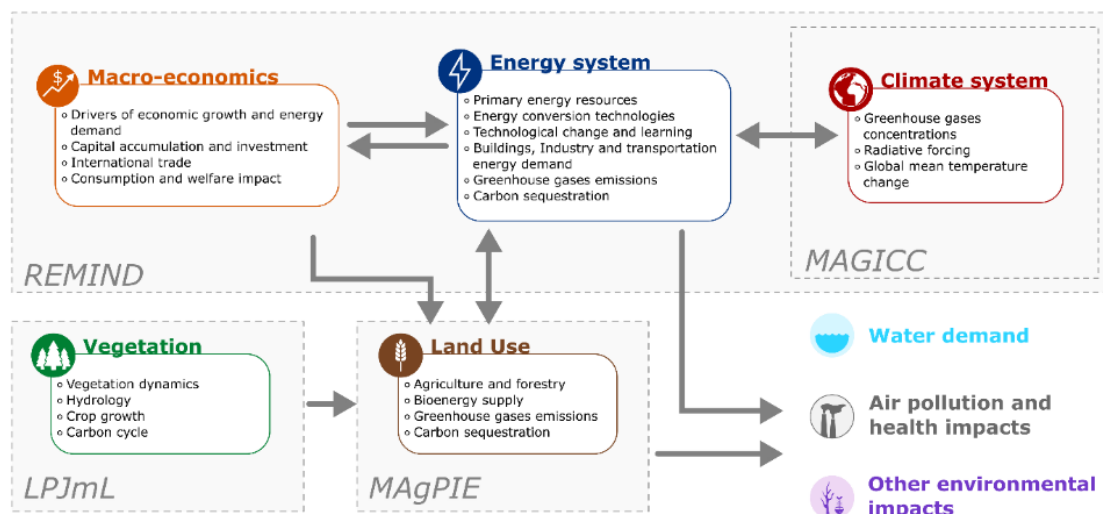 Macro-economics
◦ Drivers of economic growth and energy
demand
◦ Capital accumulation and investment
◦ International trade
◦ Consumption and welfare impact
Energy system
◦ Primary energy resources
◦ Energy conversion technologies
◦ Technological change and learning
◦ Buildings, Industry and transportation
energy demand
◦ Greenhouse gases emissions
◦ Carbon sequestration
Climate system
◦ Greenhouse gases
concentrations
◦ Radiative forcing
◦ Global mean temperature
change
REMIND
MAGICC
Vegetation
◦ Vegetation dynamics
◦ Hydrology
◦ Crop growth
◦ Carbon cycle
LPJmL
Land Use
◦ Agriculture and forestry
◦ Bioenergy supply
◦ Greenhouse gases emissions
◦ Carbon sequestration
MAgPIE
Water demand
Air pollution and
health impacts
Other environmental
impacts